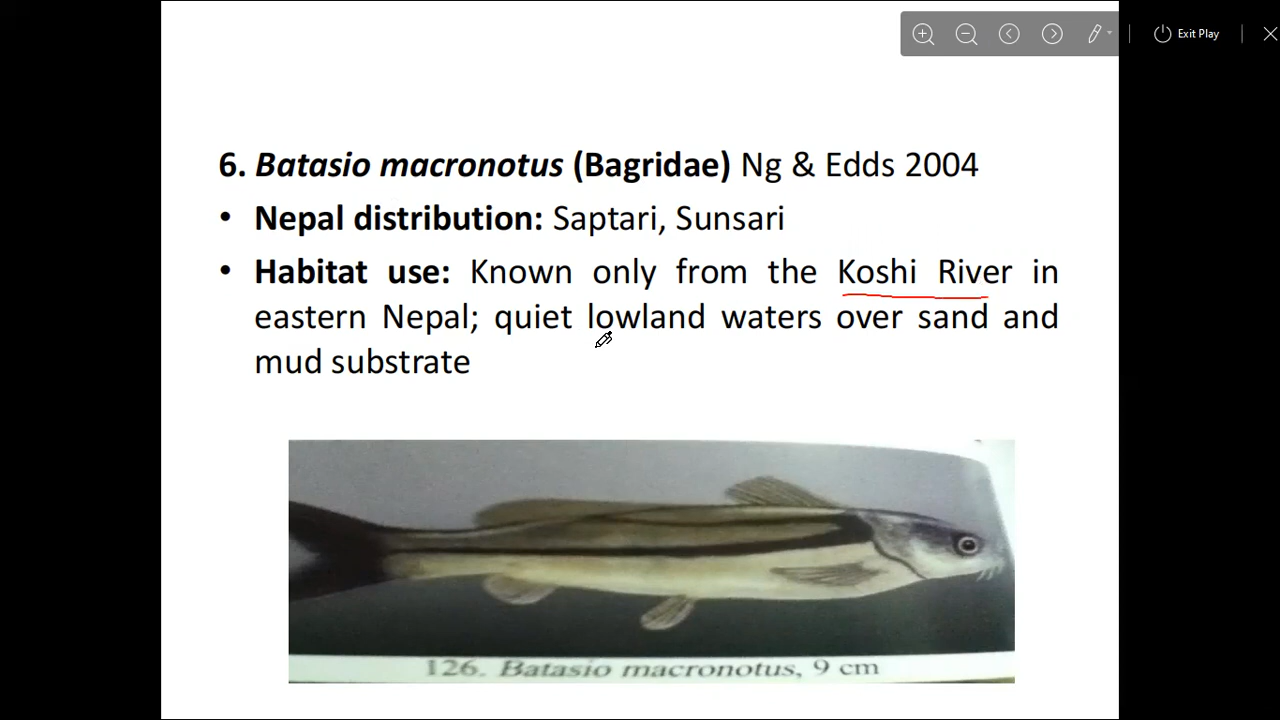 Exit Play
6. Batasio macronotus (Bagridae) Ng & Edds 2004
• Nepal distribution: Saptari, Sunsari
• Habitat use: Known only from the Koshi River in
eastern Nepal; quiet lowland waters over sand and
mud substrate
126. Batasio macronotus, 9 cm